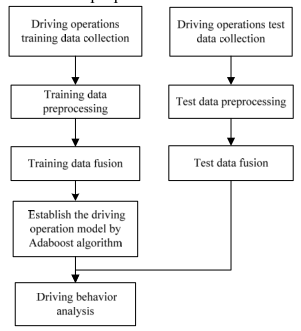 Driving operations
training data collection
Driving operations test
data collection
Training data
preprocessing
Test data preprocessing
Training data fusion
Test data fusion
Establish the driving
operation model by
Adaboost algorithm
Driving behavior
analysis